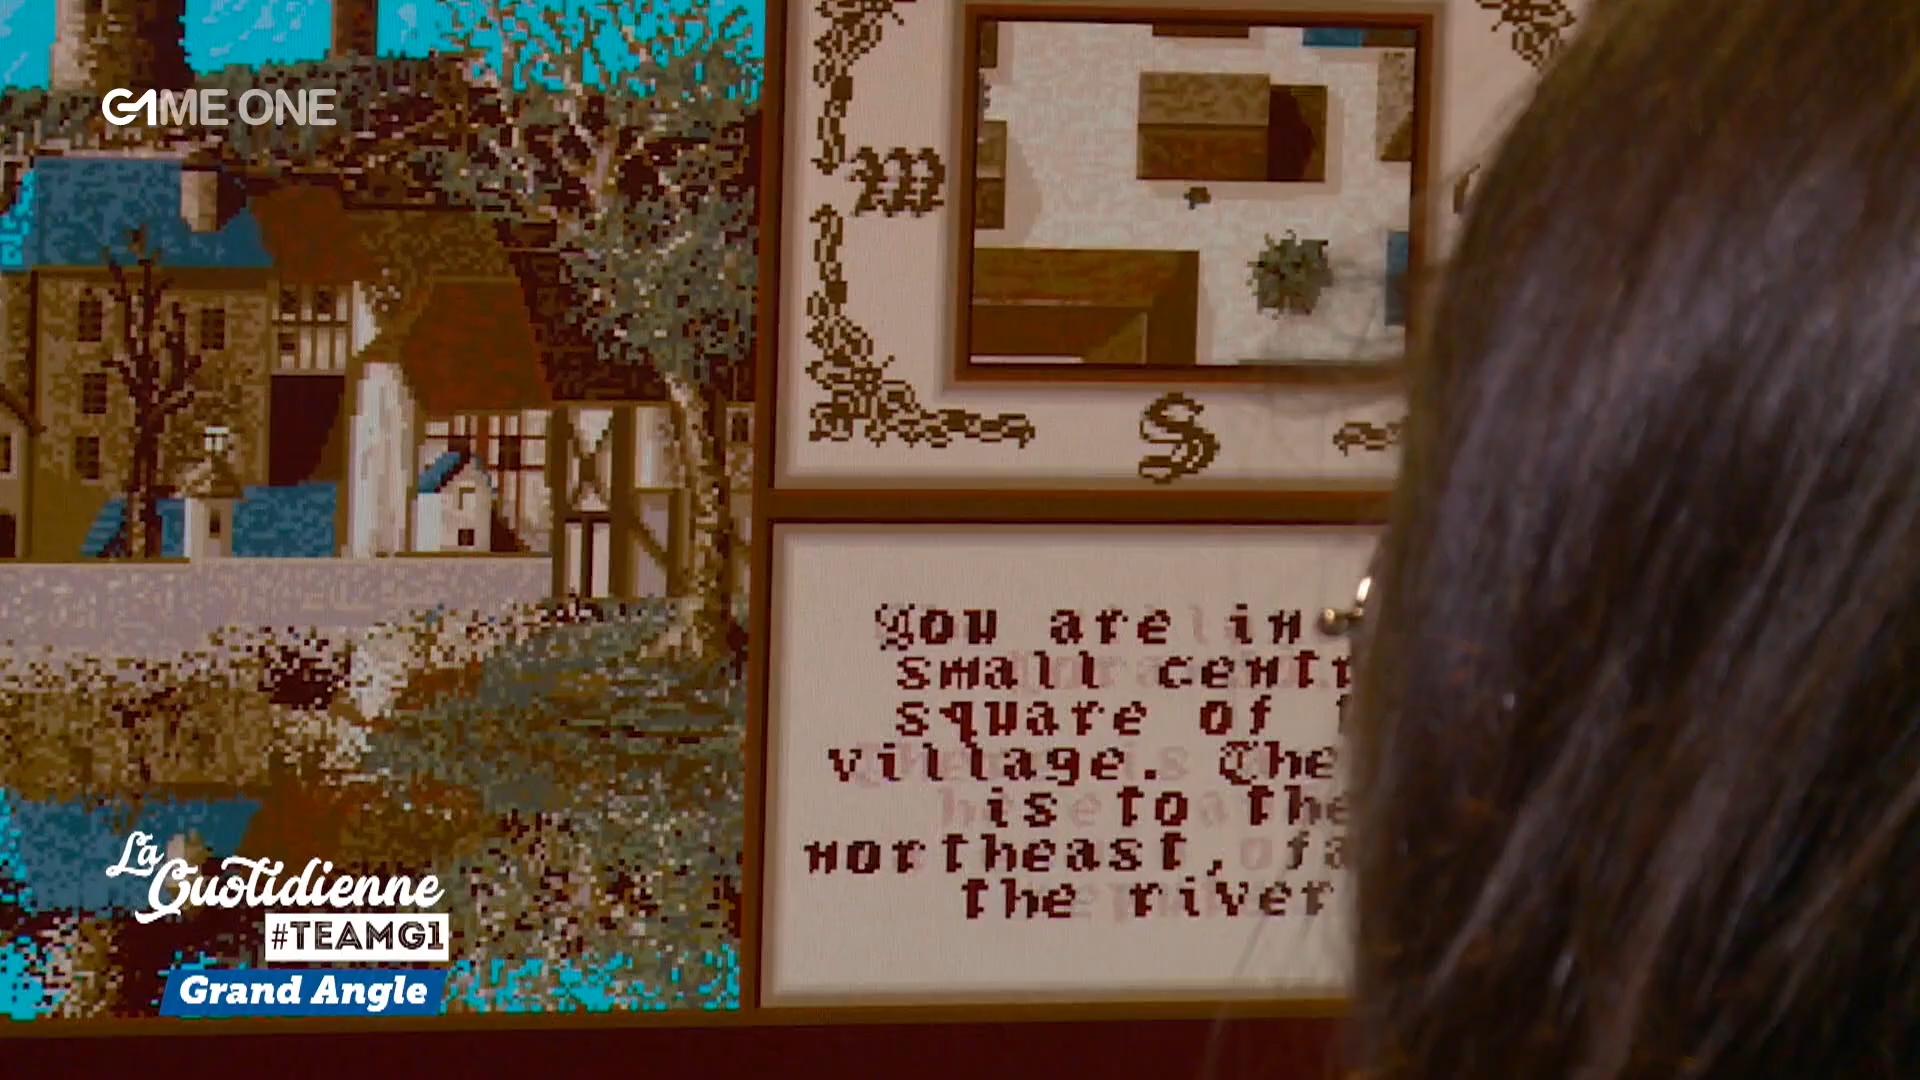 GAME ONE
W
S
You are in
small
square of
village. The
is to the
northeast,
the river
La
Quotidienne
#TEAMG1
Grand Angle